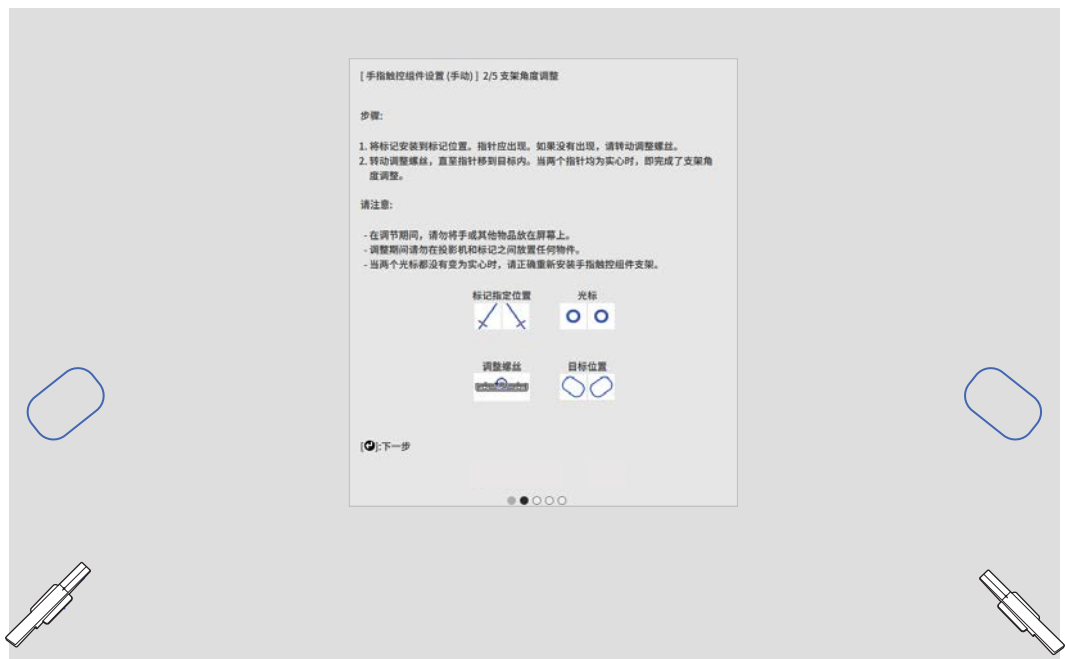 [ 手指触控组件设置 (手动) ] 2/5 支架角度调整
步骤:
1. 将标记安装到标记位置。指针应出现。如果没有出现，请转动调整螺丝。
2. 转动调整螺丝，直至指针移到目标内。当两个指针均为实心时，即完成了支架角
度调整。
请注意:
- 在调节期间，请勿将手或其他物品放在屏幕上。
- 调整期间请勿在投影机和标记之间放置任何物件。
- 当两个光标都没有变为实心时，请正确重新安装手指触控组件支架。
标记指定位置 光标
调整螺丝 目标位置
[ ]:下一步